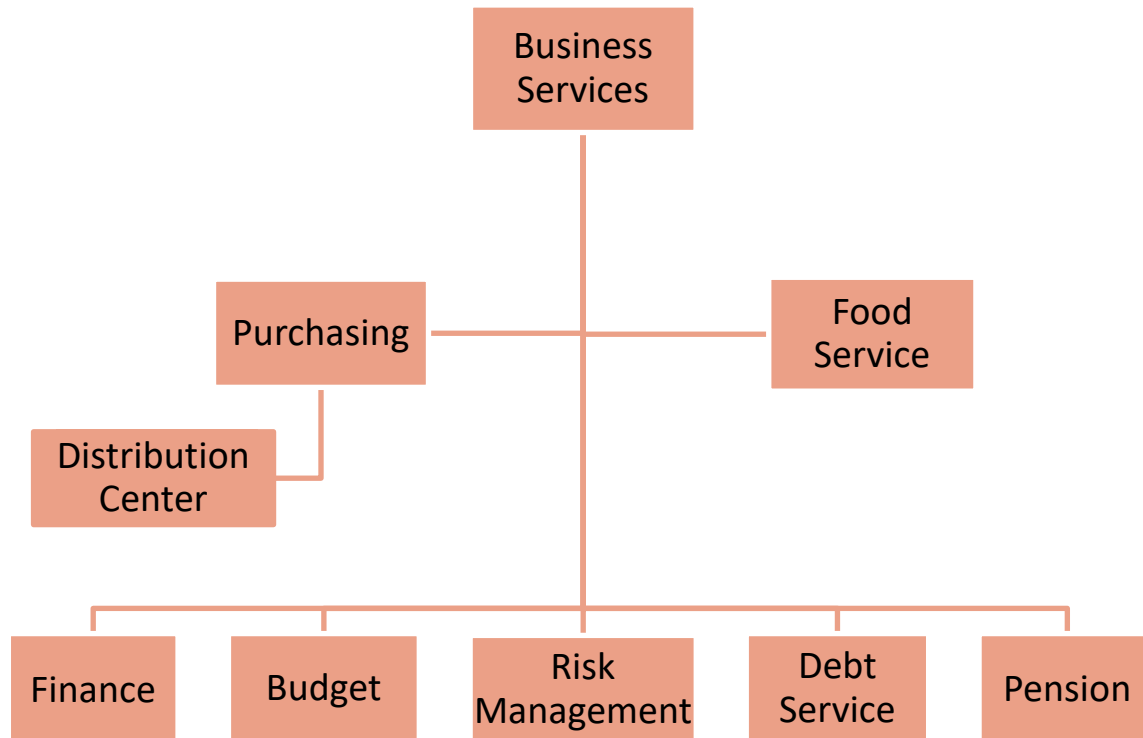 Business
Services
Purchasing
Food
Service
Distribution
Center
Finance
Budget
Risk
Management
Debt
Service
Pension